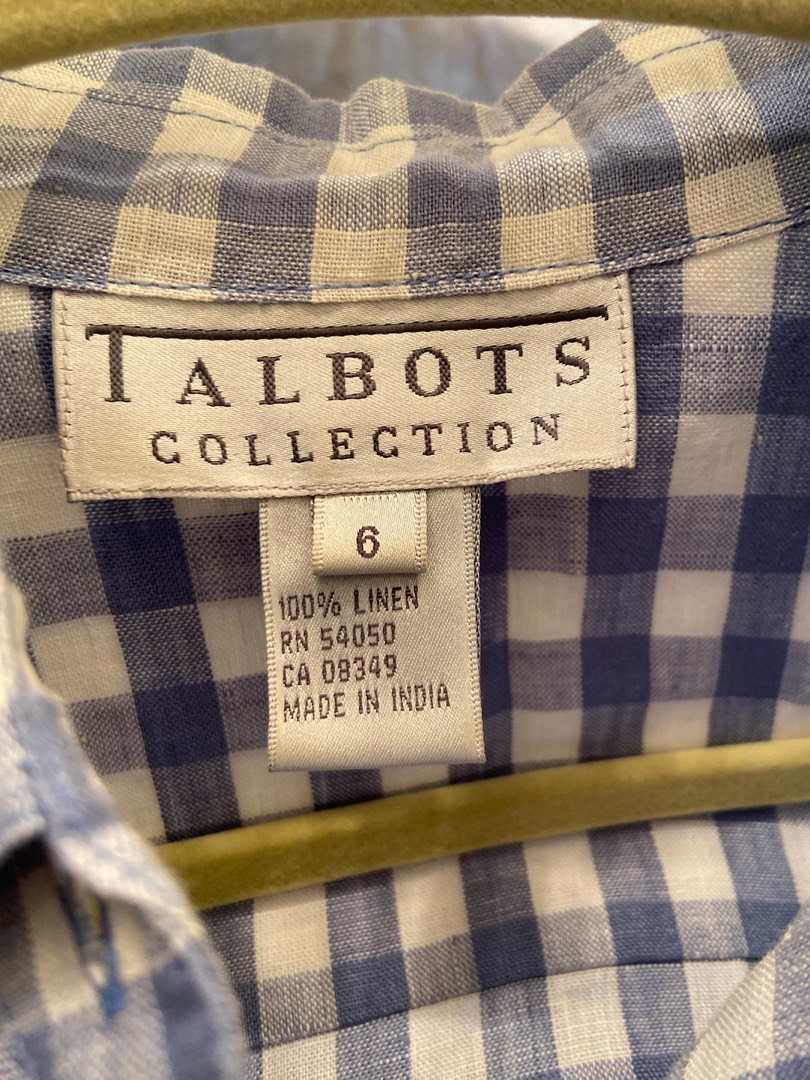 TALBOTS
COLLECTION
6
100% LINEN
RN 54050
CA 08349
MADE IN INDIA